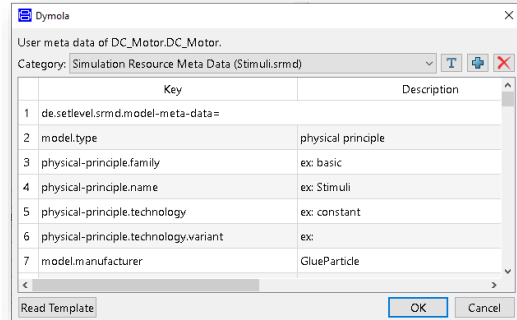 Dymola
User meta data of DC_Motor.DC_Motor.
Category: Simulation Resource Meta Data (Stimuli.srmd) T
Key Description
1 de.setlevel.srmd.model-meta-data=
2 model.type physical principle
3 physical-principle.family ex: basic
4 physical-principle.name ex: Stimuli
5 physical-principle.technology ex: constant
6 physical-principle.technology.variant ex:
7 model.manufacturer GlueParticle
Read Template OK Cancel